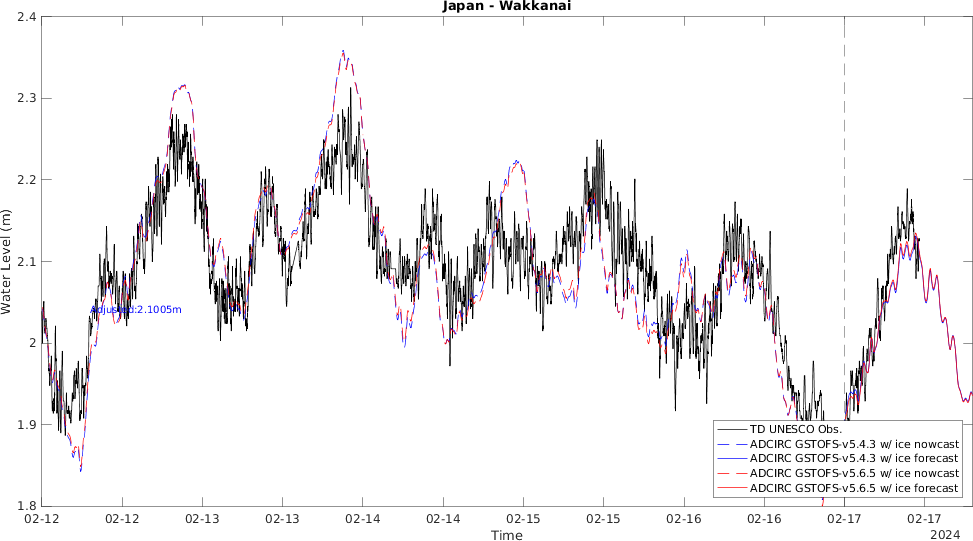 Japan - Wakkanai
2.4
2.3
2.2
2.1
2
1.9
1.8
Water Level (m)
Adjusted:2.1005m
TD UNESCO Obs.
ADCIRC GSTOFS-v5.4.3 w/ ice nowcast
ADCIRC GSTOFS-v5.4.3 w/ ice forecast
ADCIRC GSTOFS-v5.6.5 w/ ice nowcast
ADCIRC GSTOFS-v5.6.5 w/ ice forecast
02-12 02-12 02-13 02-13 02-14 02-14 02-15 02-15 02-16 02-16 02-17 02-17
Time
2024